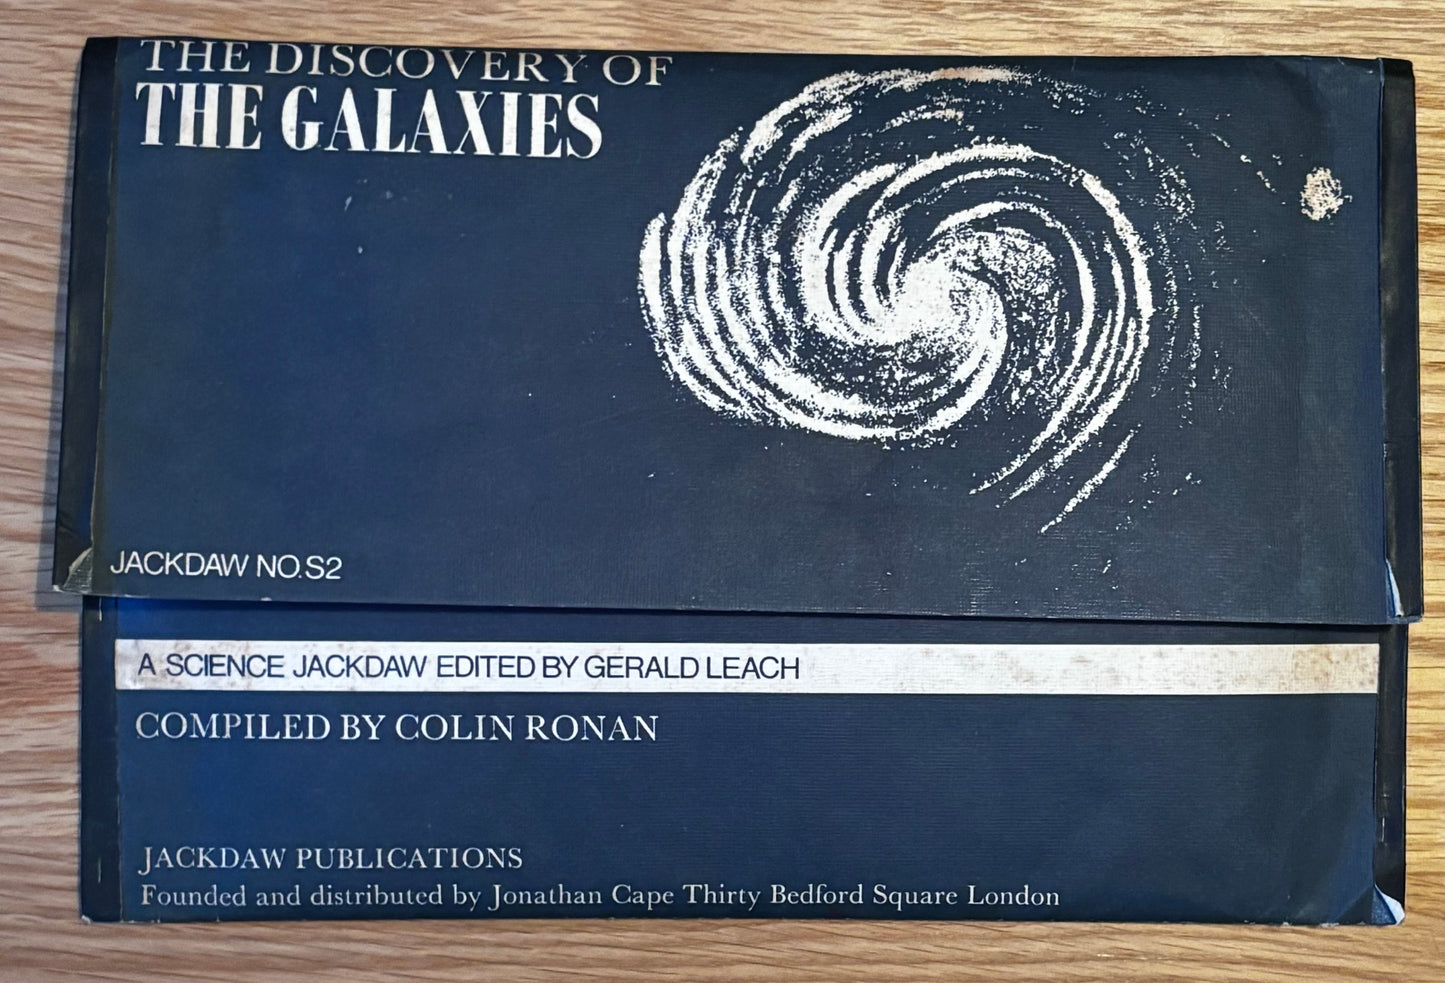 THE DISCOVERY OF
THE GALAXIES
JACKDAW NO.S2
A SCIENCE JACKDAW EDITED BY GERALD LEACH
COMPILED BY COLIN RONAN
JACKDAW PUBLICATIONS
Founded and distributed by Jonathan Cape Thirty Bedford Square London